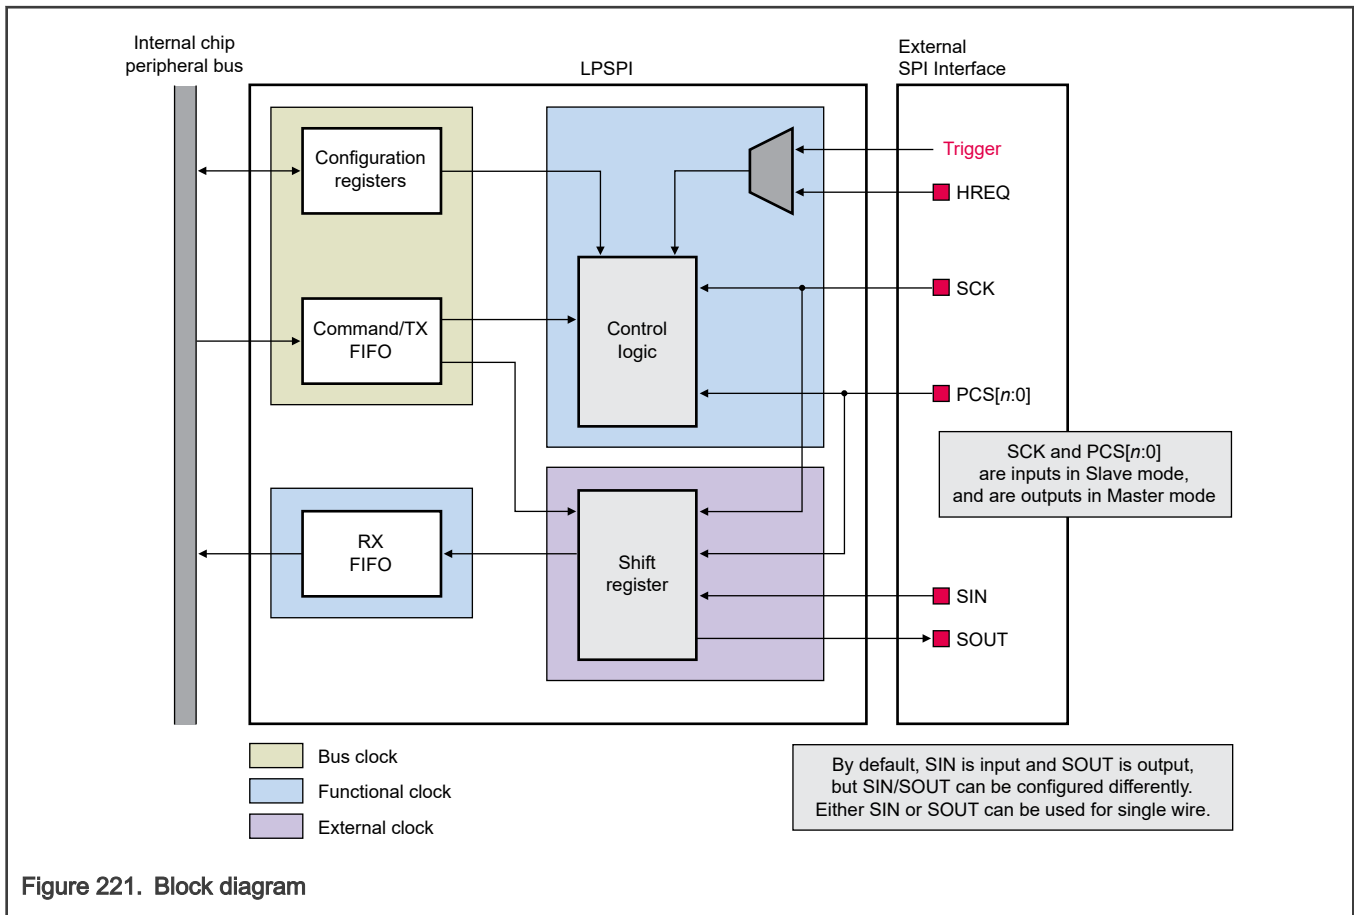 Internal chip
peripheral bus
LPSPI
External
SPI Interface
Configuration
registers
Trigger
HREQ
SCK
Command/TX
FIFO
Control
logic
PCS[n:0]
SCK and PCS[n:0]
are inputs in Slave mode,
and are outputs in Master mode
RX
FIFO
Shift
register
SIN
SOUT
Bus clock
Functional clock
External clock
By default, SIN is input and SOUT is output,
but SIN/SOUT can be configured differently.
Either SIN or SOUT can be used for single wire.
Figure 221. Block diagram